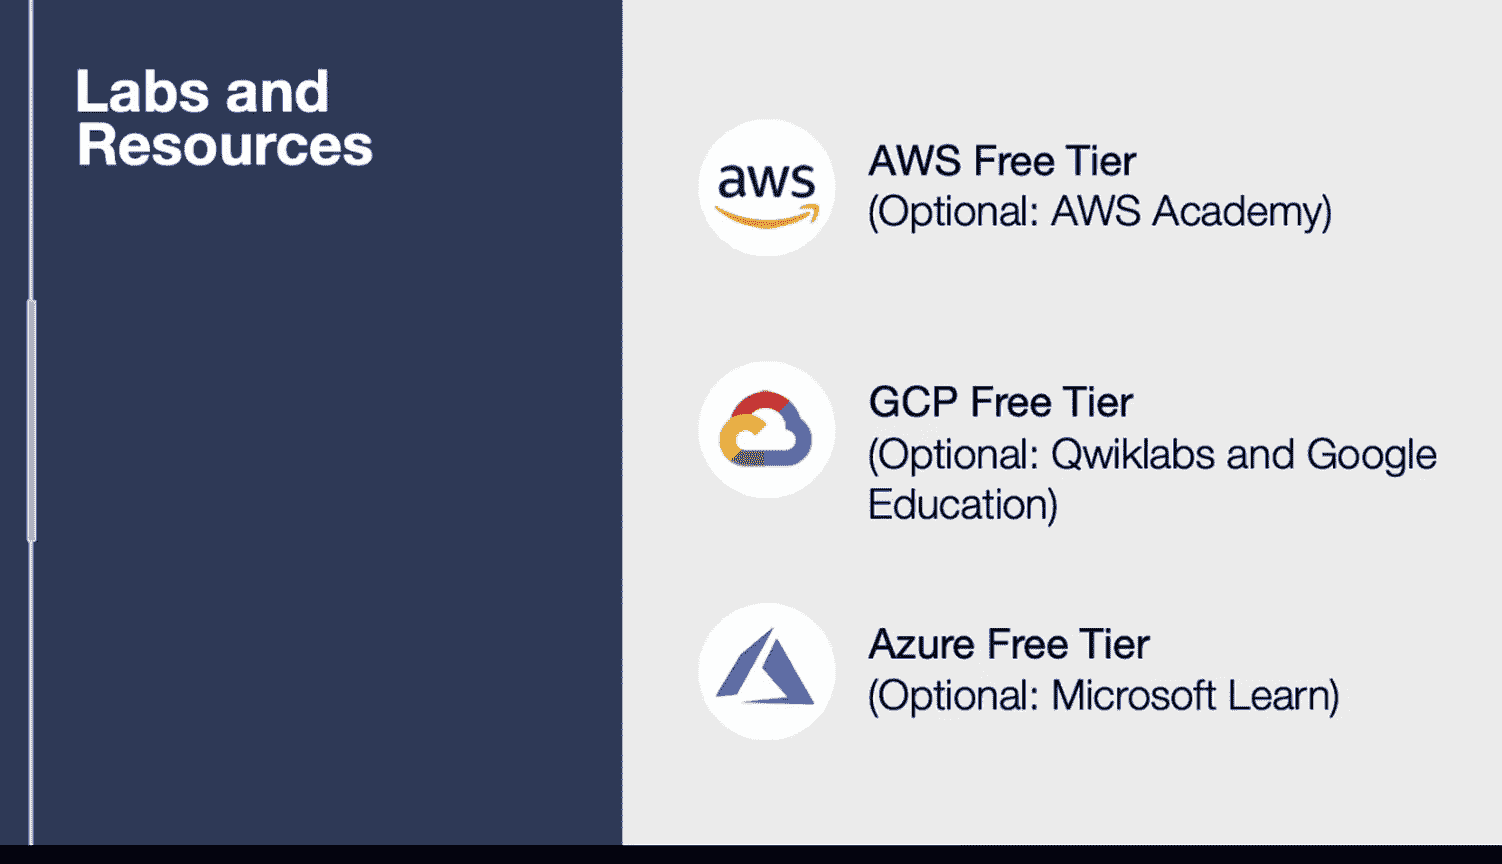 Labs and
Resources
aws
AWS Free Tier
(Optional: AWS Academy)
GCP Free Tier
(Optional: Qwiklabs and Google
Education)
Azure Free Tier
(Optional: Microsoft Learn)